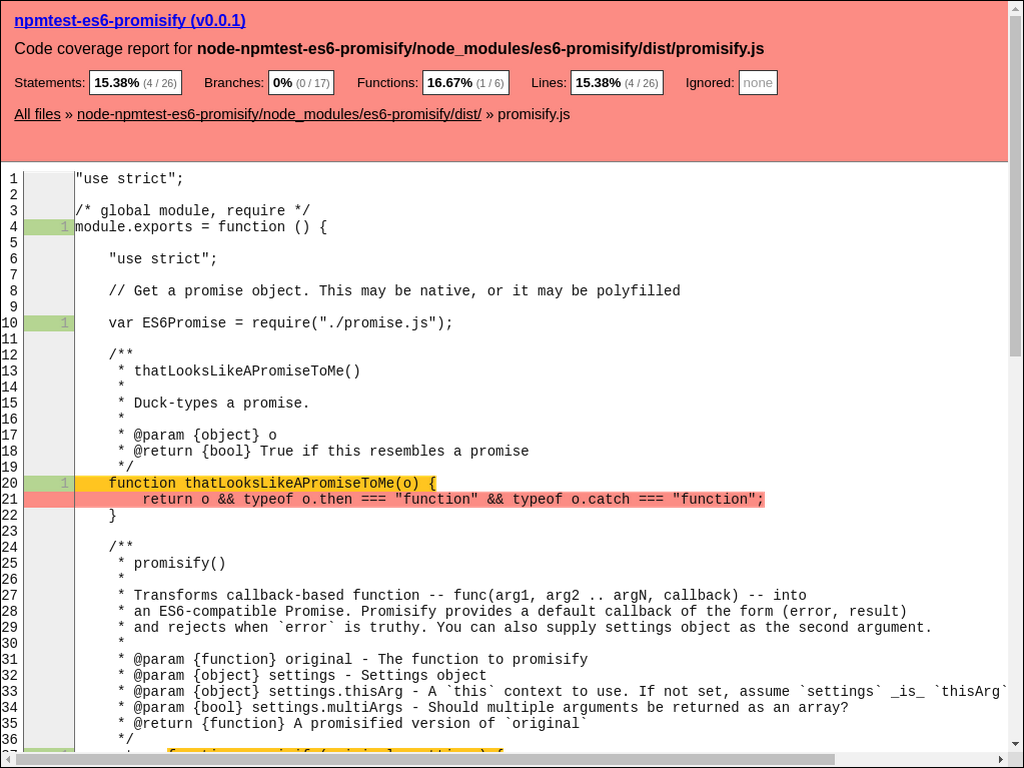 npmtest-es6-promisify (v0.0.1)
Code coverage report for node-npmtest-es6-promisify/node_modules/es6-promisify/dist/promisify.js
Statements: 15.38% (4 / 26) Branches: 0% (0 / 17) Functions: 16.67% (1 / 6) Lines: 15.38% (4 / 26) Ignored: none
All files » node-npmtest-es6-promisify/node_modules/es6-promisify/dist/ » promisify.js
1 "use strict";
2
3 /* global module, require */
4 1 module.exports = function () {
5
6 "use strict";
7
8 // Get a promise object. This may be native, or it may be polyfilled
9
10 1 var ES6Promise = require("./promise.js");
11
12 /**
13 * thatLooksLikeAPromiseToMe()
14 *
15 * Duck-types a promise.
16 *
17 * @param {object} o
18 * @return {bool} True if this resembles a promise
19 */
20 1 function thatLooksLikeAPromiseToMe(o) {
21 return o && typeof o.then === "function" && typeof o.catch === "function";
22 }
23
24 /**
25 * promisify()
26 *
27 * Transforms callback-based function -- func(arg1, arg2 .. argN, callback) -- into
28 * an ES6-compatible Promise. Promisify provides a default callback of the form (error, result)
29 * and rejects when `error` is truthy. You can also supply settings object as the second argument.
30 *
31 * @param {function} original - The function to promisify
32 * @param {object} settings - Settings object
33 * @param {object} settings.thisArg - A `this` context to use. If not set, assume `settings` _is_ `thisArg`
34 * @param {bool} settings.multiArgs - Should multiple arguments be returned as an array?
35 * @return {function} A promisified version of `original`
36 */